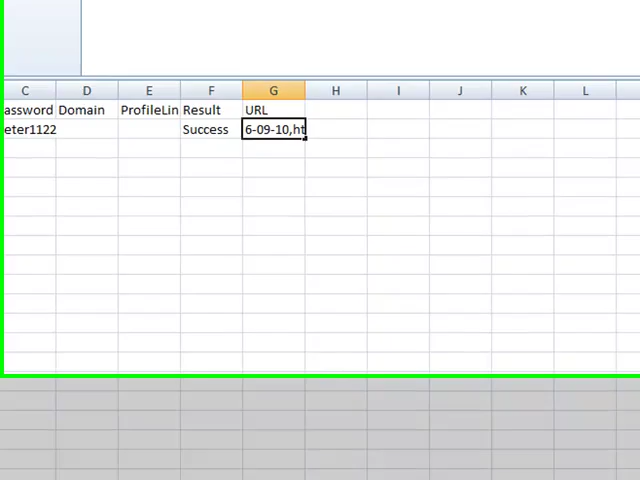 C D E F G H I J K L
assword Domain ProfileLin Result URL
eter1122 Success 6-09-10,ht